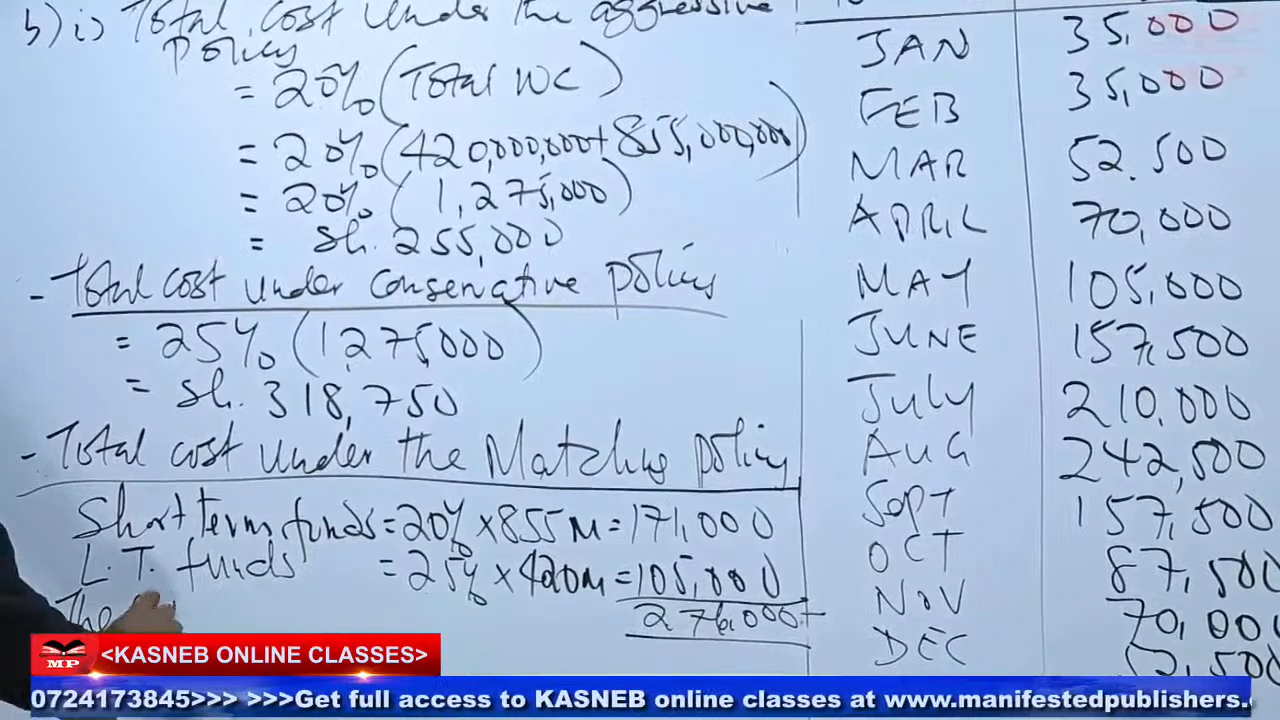 b) i) Total cost under the aggressive
policy
= 20% (Total WC)
= 20% (420,000,000+855,000,000)
= 20% (1,275,000)
= sh. 255,000
- Total cost under conservative policy
= 25% (1,275,000)
= sh. 318,750
- Total cost under the Matching policy
Short term funds = 20% x 855M = 171,000
L.T. funds = 25% x 420M = 105,000
276,000
The
JAN 35,000
FEB 35,000
MAR 52,500
APRIL 70,000
MAY 105,000
JUNE 157,500
July 210,000
AUG 242,500
SEPT 157,500
OCT 87,500
NOV 70,000
DEC
MP
<KASNEB ONLINE CLASSES>
0724173845>>> >>>Get full access to KASNEB online classes at www.manifestedpublishers.